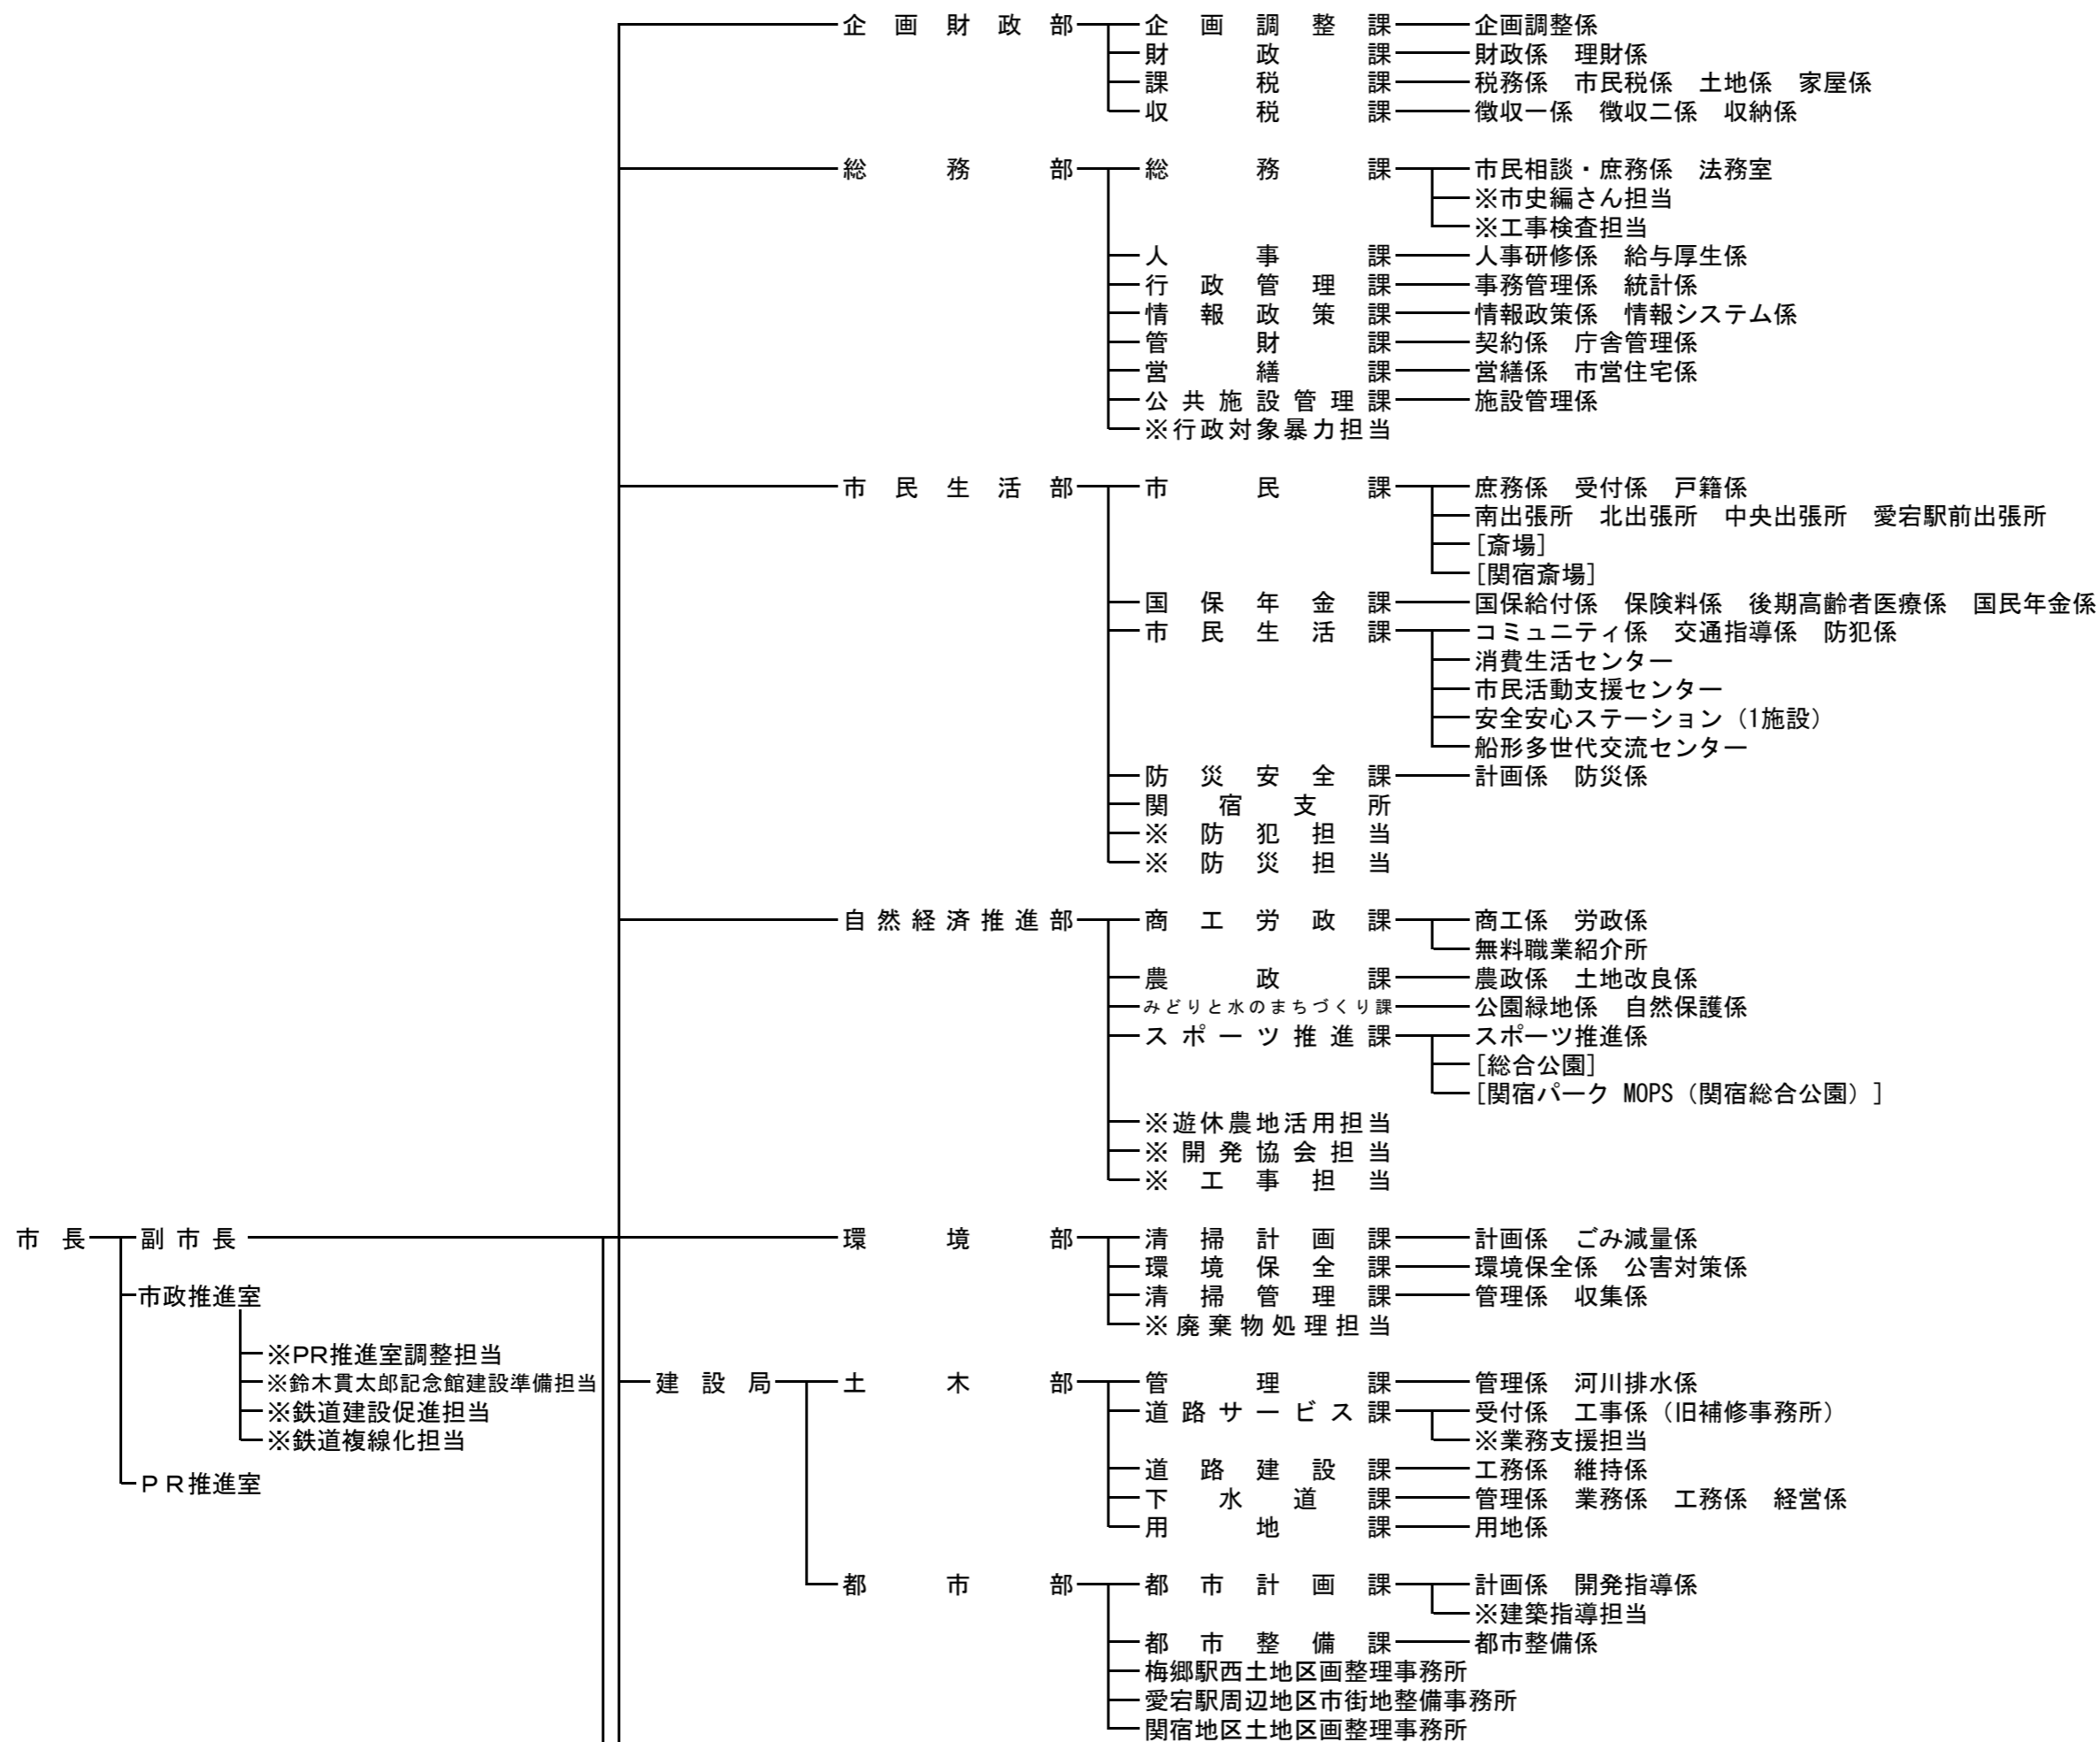 企画財政部 企画調整課 企画調整係
財政課 財政係 理財係
課税課 税務係 市民税係 土地係 家屋係
収税課 徴収一係 徴収二係 収納係
総務部 総務課 市民相談・庶務係 法務室
※市史編さん担当
※工事検査担当
人事課 人事研修係 給与厚生係
行政管理課 事務管理係 統計係
情報政策課 情報政策係 情報システム係
管財課 契約係 庁舎管理係
営繕課 営繕係 市営住宅係
公共施設管理課 施設管理係
※行政対象暴力担当
市民生活部 市民課 庶務係 受付係 戸籍係
南出張所 北出張所 中央出張所 愛宕駅前出張所
[斎場]
[関宿斎場]
国保年金課 国保給付係 保険料係 後期高齢者医療係 国民年金係
市民生活課 コミュニティ係 交通指導係 防犯係
消費生活センター
市民活動支援センター
安全安心ステーション（1施設）
船形多世代交流センター
防災安全課 計画係 防災係
関宿支所
※防犯担当
※防災担当
自然経済推進部 商工労政課 商工係 労政係
無料職業紹介所
農政課 農政係 土地改良係
みどりと水のまちづくり課 公園緑地係 自然保護係
スポーツ推進課 スポーツ推進係
[総合公園]
[関宿パーク MOPS（関宿総合公園）]
※遊休農地活用担当
※開発協会担当
※工事担当
市長 副市長 環境部 清掃計画課 計画係 ごみ減量係
環境保全課 環境保全係 公害対策係
市政推進室 清掃管理課 管理係 収集係
※廃棄物処理担当
※PR推進室調整担当
※鈴木貫太郎記念館建設準備担当 建設局 土木部 管理課 管理係 河川排水係
※鉄道建設促進担当 道路サービス課 受付係 工事係（旧補修事務所）
※鉄道複線化担当 ※業務支援担当
道路建設課 工務係 維持係
ＰＲ推進室 下水道課 管理係 業務係 工務係 経営係
用地課 用地係
都市部 都市計画課 計画係 開発指導係
※建築指導担当
都市整備課 都市整備係
梅郷駅西土地区画整理事務所
愛宕駅周辺地区市街地整備事務所
関宿地区土地区画整理事務所